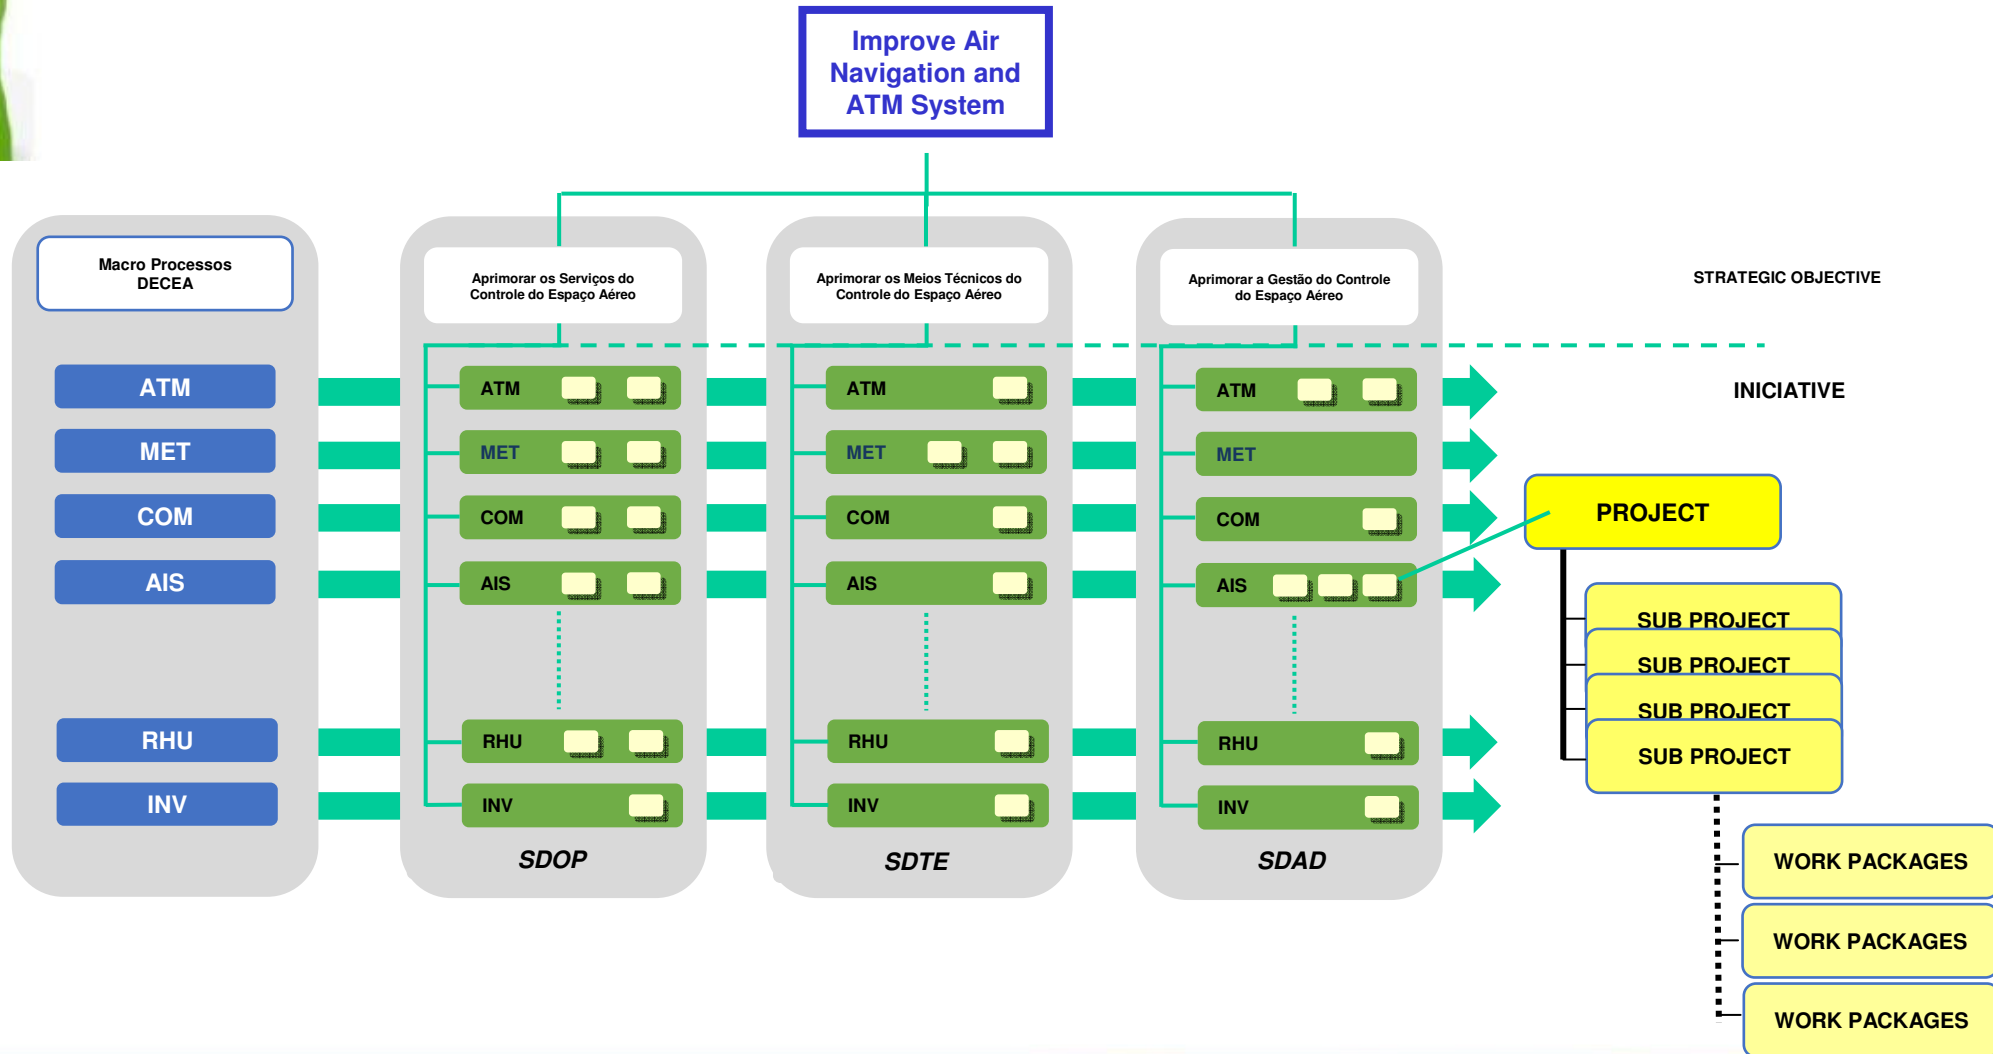 Improve Air
Navigation and
ATM System
Macro Processos
DECEA
Aprimorar os Serviços do
Controle do Espaço Aéreo
Aprimorar os Meios Técnicos do
Controle do Espaço Aéreo
Aprimorar a Gestão do Controle
do Espaço Aéreo
STRATEGIC OBJECTIVE
ATM
ATM
ATM
ATM
INICIATIVE
MET
MET
MET
MET
COM
COM
COM
COM
PROJECT
AIS
AIS
AIS
AIS
SUB PROJECT
SUB PROJECT
SUB PROJECT
SUB PROJECT
RHU
RHU
RHU
RHU
INV
INV
INV
INV
SDOP
SDTE
SDAD
WORK PACKAGES
WORK PACKAGES
WORK PACKAGES